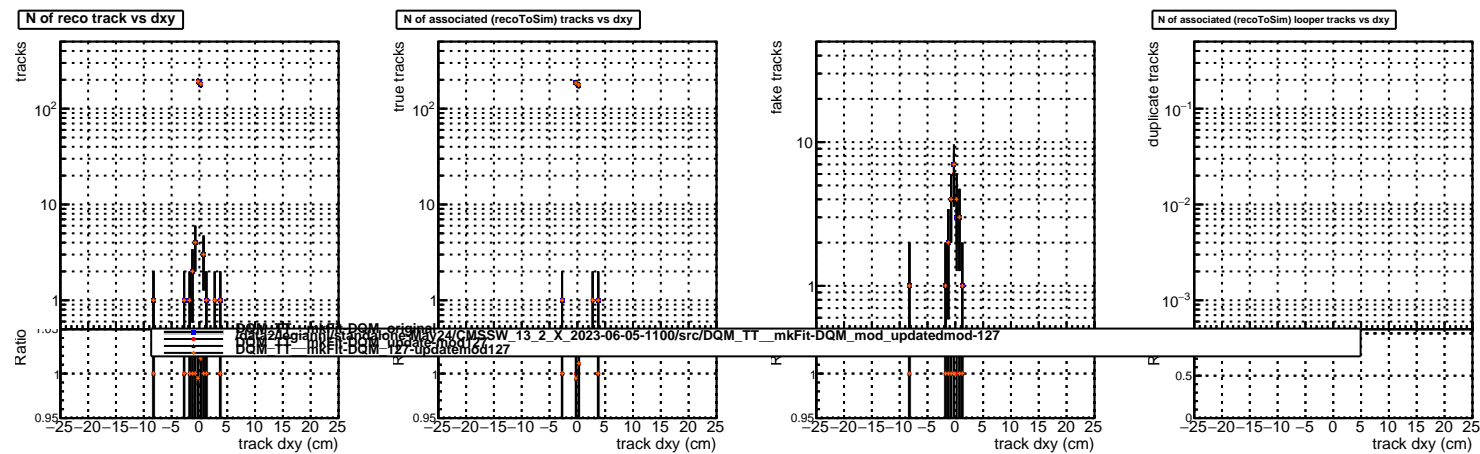 N of reco track vs dxy
tracks
10²
10
1
Ratio
1
0.95
−25−20−15−10 −5 0 5 10 15 20 25
track dxy (cm)
N of associated (recoToSim) tracks vs dxy
true tracks
10²
10
1
1
0.95
−25−20−15−10 −5 0 5 10 15 20 25
track dxy (cm)
fake tracks
10
1
1
0.95
−25−20−15−10 −5 0 5 10 15 20 25
track dxy (cm)
N of associated (recoToSim) looper tracks vs dxy
duplicate tracks
10⁻¹
10⁻²
10⁻³
0.5
0
−25−20−15−10 −5 0 5 10 15 20 25
track dxy (cm)
DQM_TT__mkFit-DQM_original
DQM_TT__mkFit-DQM_mod_updatedmod-127
DQM_TT__mkFit-DQM_update-mod127
DQM_TT__mkFit-DQM_127-updatemod127